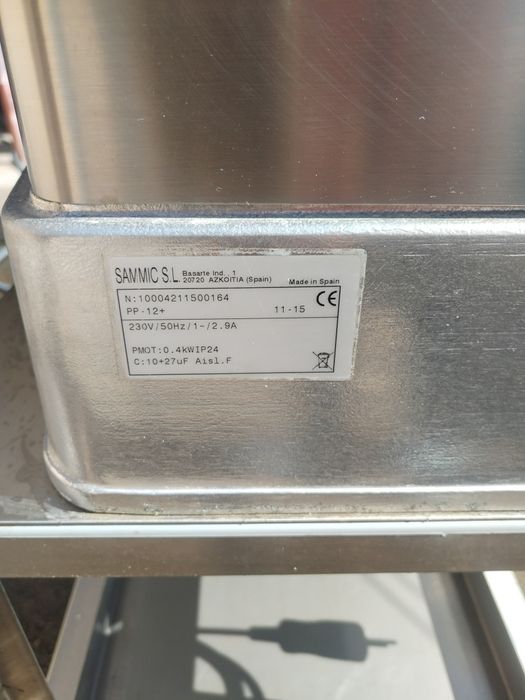 SAMMIC S.L. Basarte Ind., 1
20720 AZKOITIA (Spain) Made in Spain
N:10004211500164 CE
PP-12+ 11-15
230V/50Hz/1~/2.9A
PMOT:0.4kWIP24
C:10+27uF Aisl.F